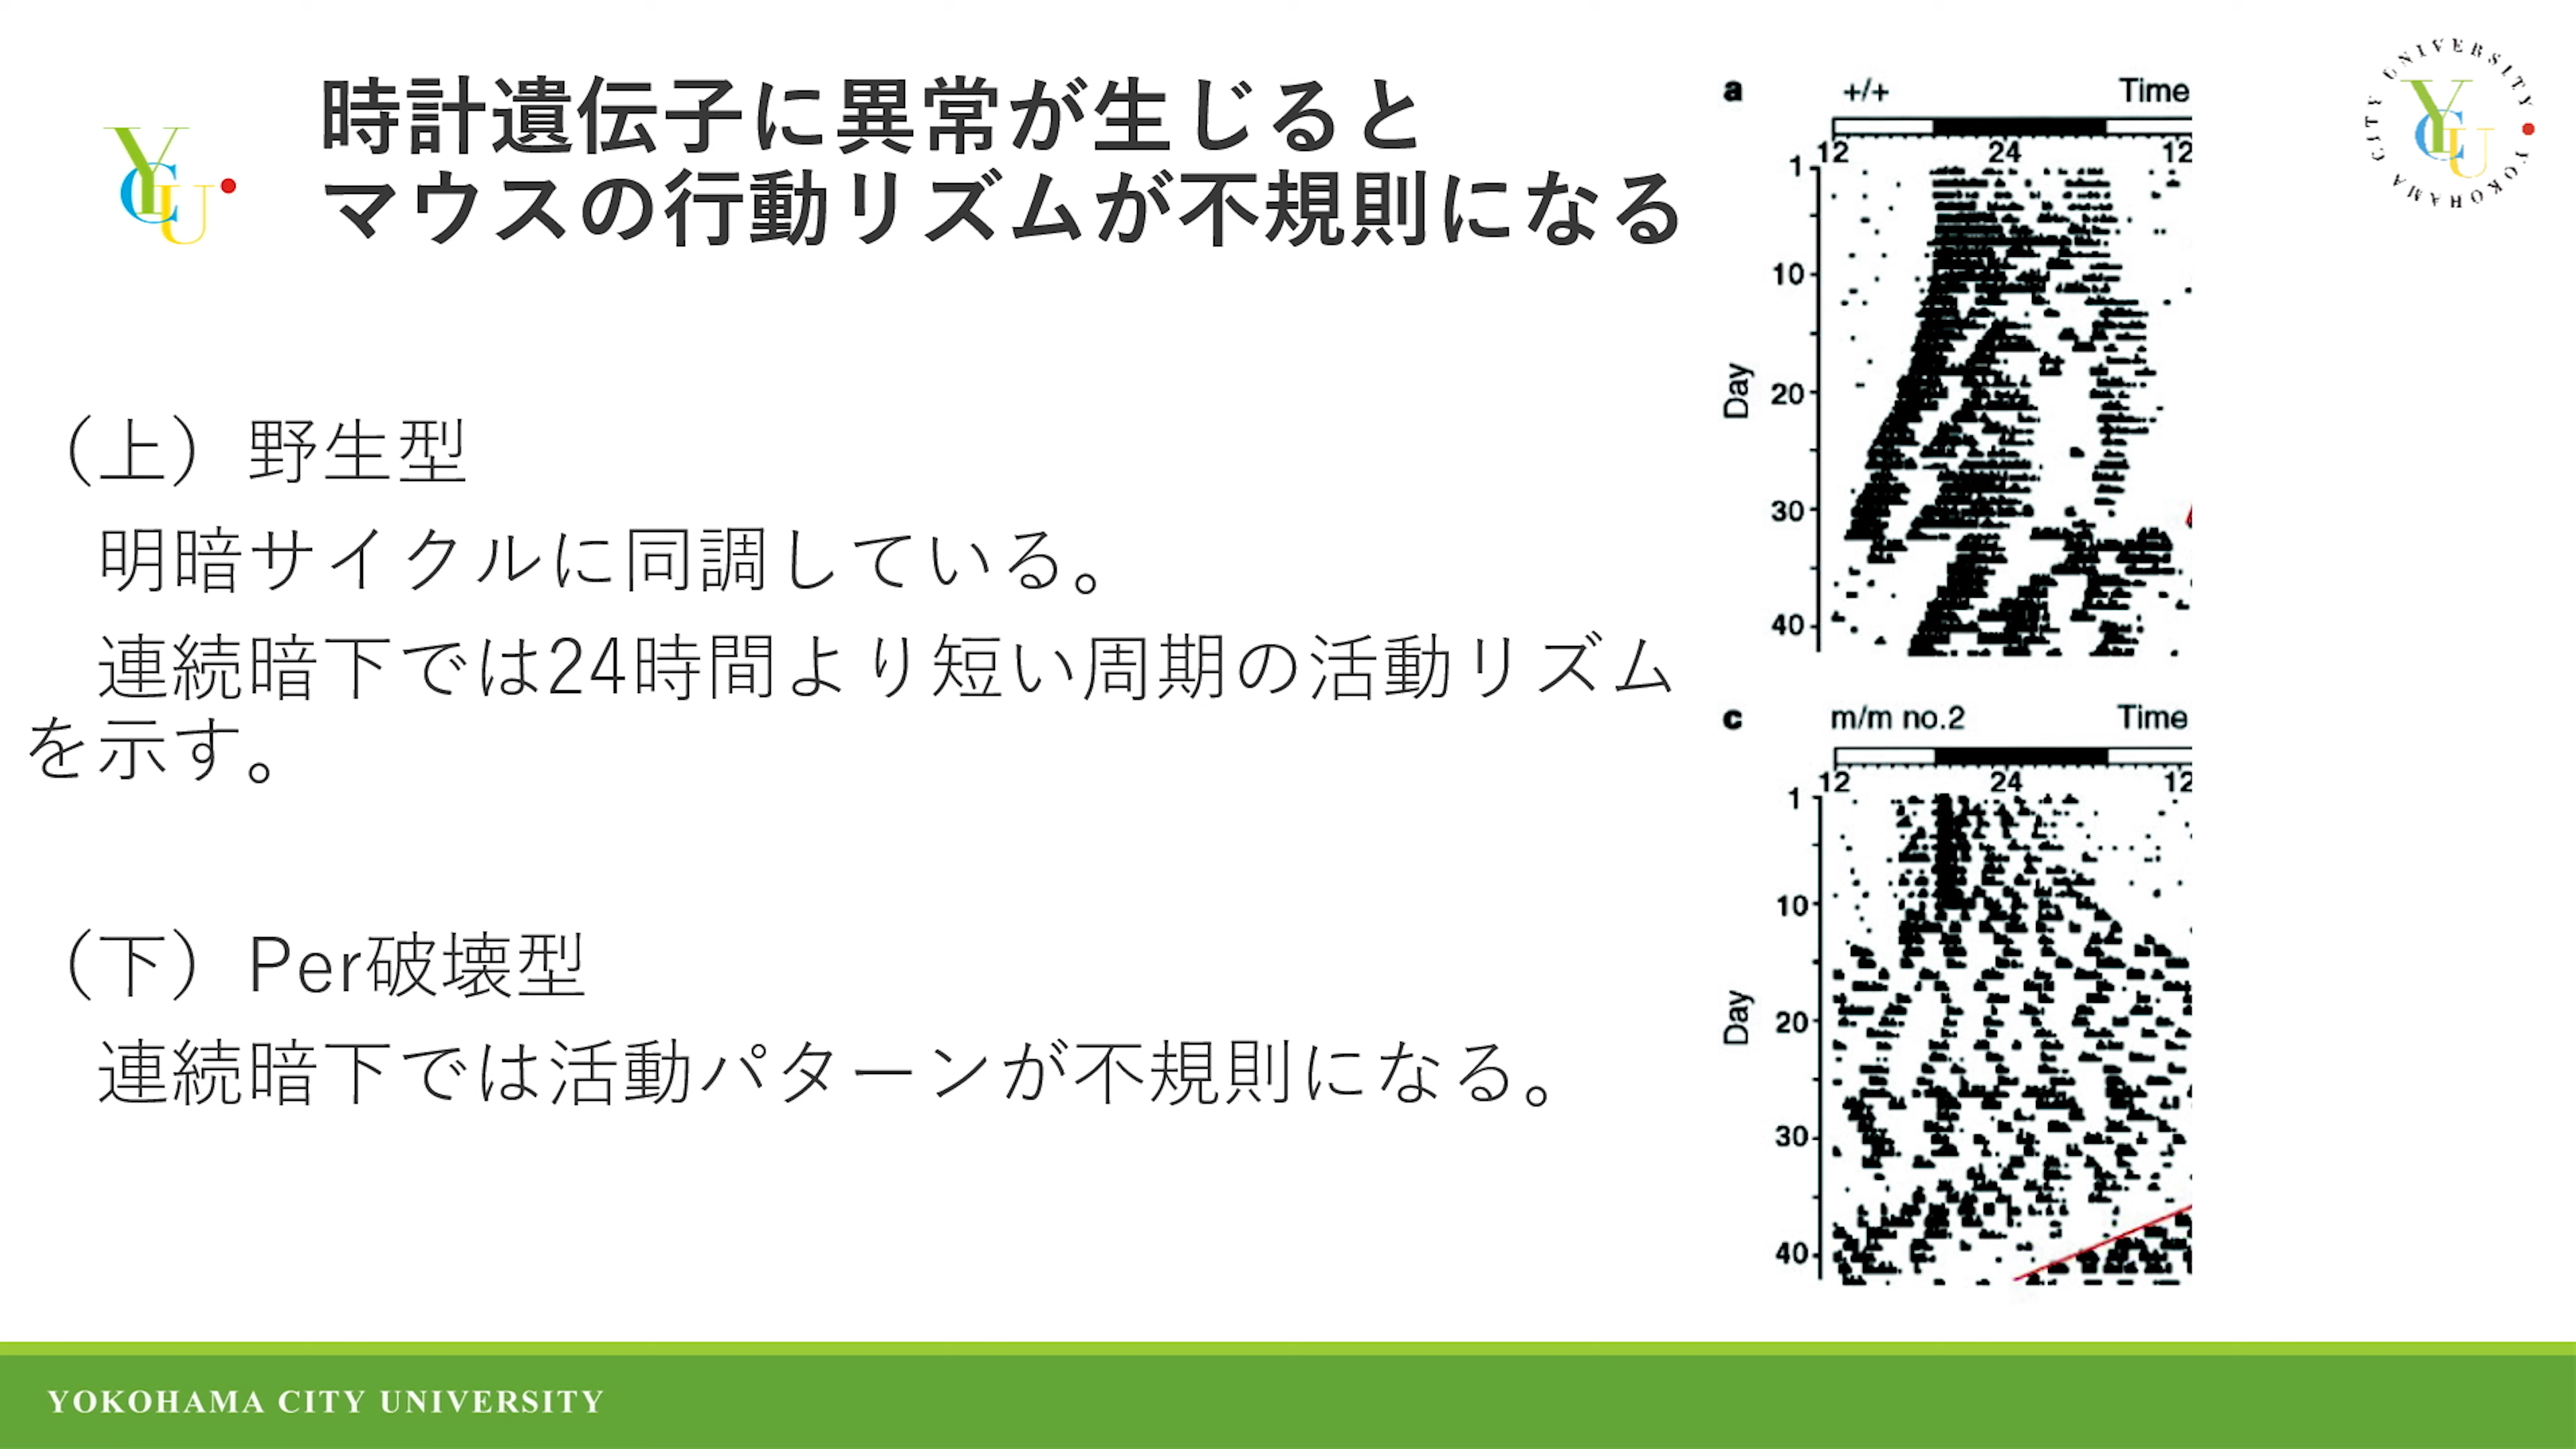 時計遺伝子に異常が生じると
マウスの行動リズムが不規則になる
YCU
UNIVERSITY YOKOHAMA CITY
YCU
（上）野生型
明暗サイクルに同調している。
連続暗下では24時間より短い周期の活動リズム
を示す。
（下）Per破壊型
連続暗下では活動パターンが不規則になる。
a +/+ Time
12 24 12
1
10
20
30
40
Day
c m/m no.2 Time
12 24 12
1
10
20
30
40
Day
YOKOHAMA CITY UNIVERSITY